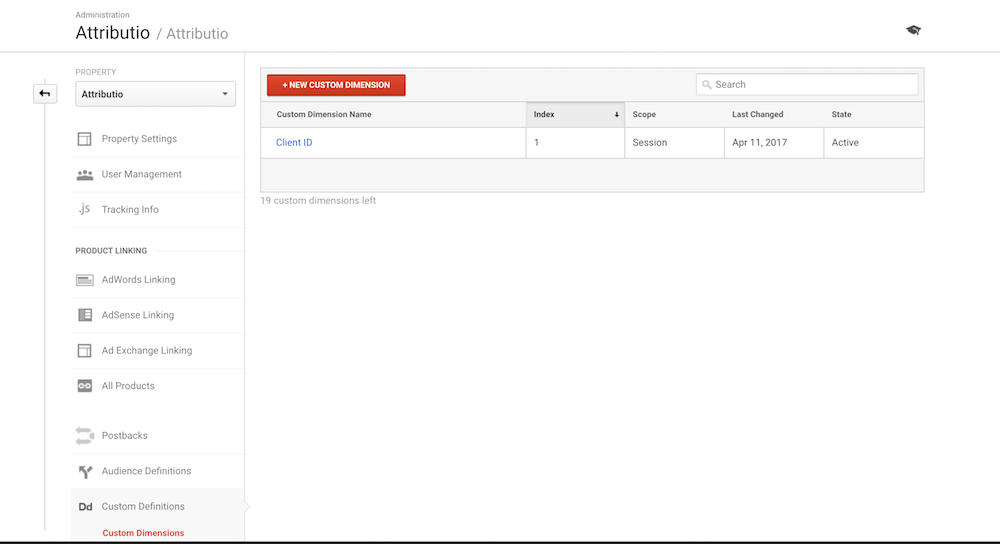 Administration
Attributio / Attributio
PROPERTY
Attributio
Property Settings
User Management
.js Tracking Info
PRODUCT LINKING
AdWords Linking
AdSense Linking
Ad Exchange Linking
All Products
Postbacks
Audience Definitions
Dd Custom Definitions
Custom Dimensions
+ NEW CUSTOM DIMENSION
Search
Custom Dimension Name Index Scope Last Changed State
Client ID 1 Session Apr 11, 2017 Active
19 custom dimensions left